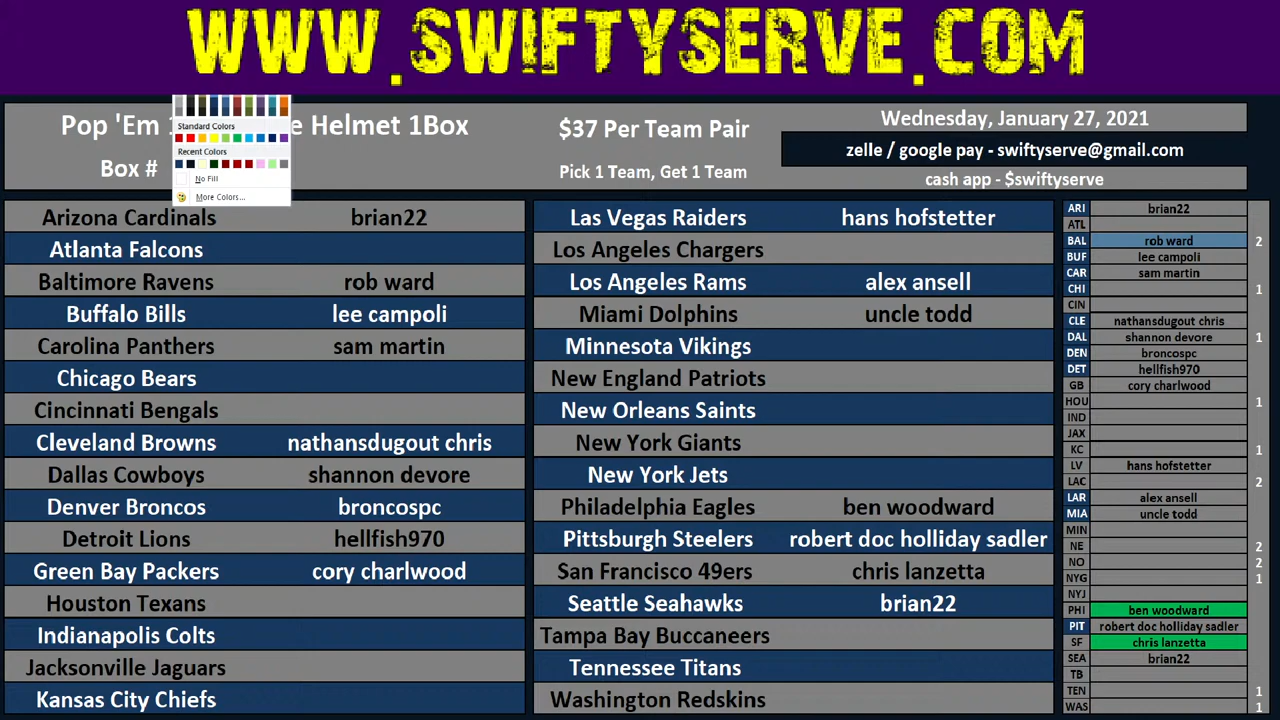 WWW.SWIFTYSERVE.COM
Pop 'Em
e Helmet 1Box
Box #
Standard Colors
Recent Colors
No Fill
More Colors...
$37 Per Team Pair
Pick 1 Team, Get 1 Team
Wednesday, January 27, 2021
zelle / google pay - swiftyserve@gmail.com
cash app - $swiftyserve
Arizona Cardinals brian22
Atlanta Falcons
Baltimore Ravens rob ward
Buffalo Bills lee campoli
Carolina Panthers sam martin
Chicago Bears
Cincinnati Bengals
Cleveland Browns nathansdugout chris
Dallas Cowboys shannon devore
Denver Broncos broncospc
Detroit Lions hellfish970
Green Bay Packers cory charlwood
Houston Texans
Indianapolis Colts
Jacksonville Jaguars
Kansas City Chiefs
Las Vegas Raiders hans hofstetter
Los Angeles Chargers
Los Angeles Rams alex ansell
Miami Dolphins uncle todd
Minnesota Vikings
New England Patriots
New Orleans Saints
New York Giants
New York Jets
Philadelphia Eagles ben woodward
Pittsburgh Steelers robert doc holliday sadler
San Francisco 49ers chris lanzetta
Seattle Seahawks brian22
Tampa Bay Buccaneers
Tennessee Titans
Washington Redskins
ARI brian22
ATL
BAL rob ward 2
BUF lee campoli
CAR sam martin
CHI 1
CIN
CLE nathansdugout chris
DAL shannon devore 1
DEN broncospc
DET hellfish970
GB cory charlwood
HOU 1
IND
JAX
KC 1
LV hans hofstetter
LAC 2
LAR alex ansell
MIA uncle todd
MIN
NE 2
NO 2
NYG 1
NYJ
PHI ben woodward
PIT robert doc holliday sadler
SF chris lanzetta
SEA brian22
TB
TEN 1
WAS 1